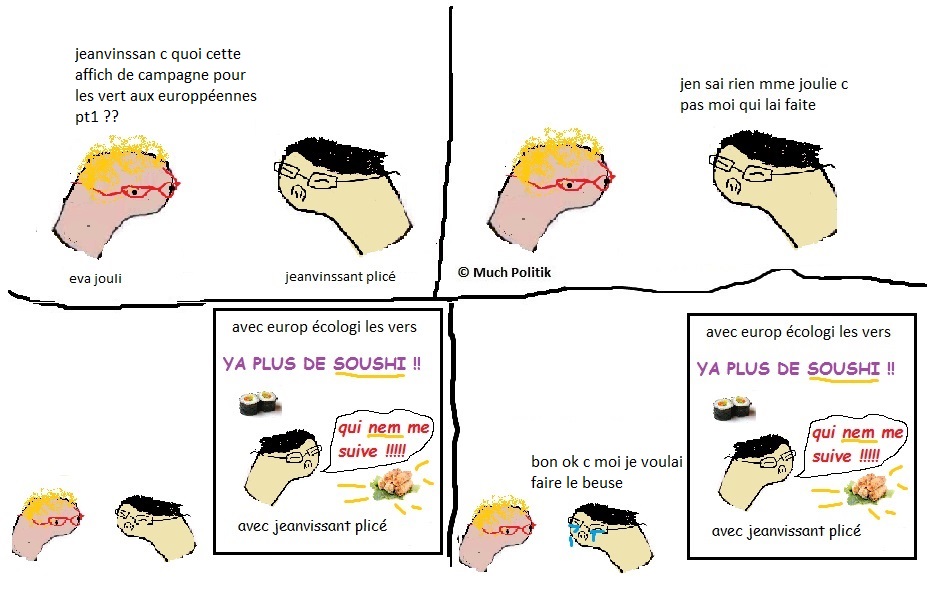 jeanvinssan c quoi cette
affich de campagne pour
les vert aux europpéennes
pt1 ??
eva jouli
jeanvinssant plicé
jen sai rien mme joulie c
pas moi qui lai faite
© Much Politik
avec europ écologi les vers
YA PLUS DE SOUSHI !!
qui nem me
suive !!!!!
avec jeanvissant plicé
bon ok c moi je voulai
faire le beuse
avec europ écologi les vers
YA PLUS DE SOUSHI !!
qui nem me
suive !!!!!
avec jeanvissant plicé